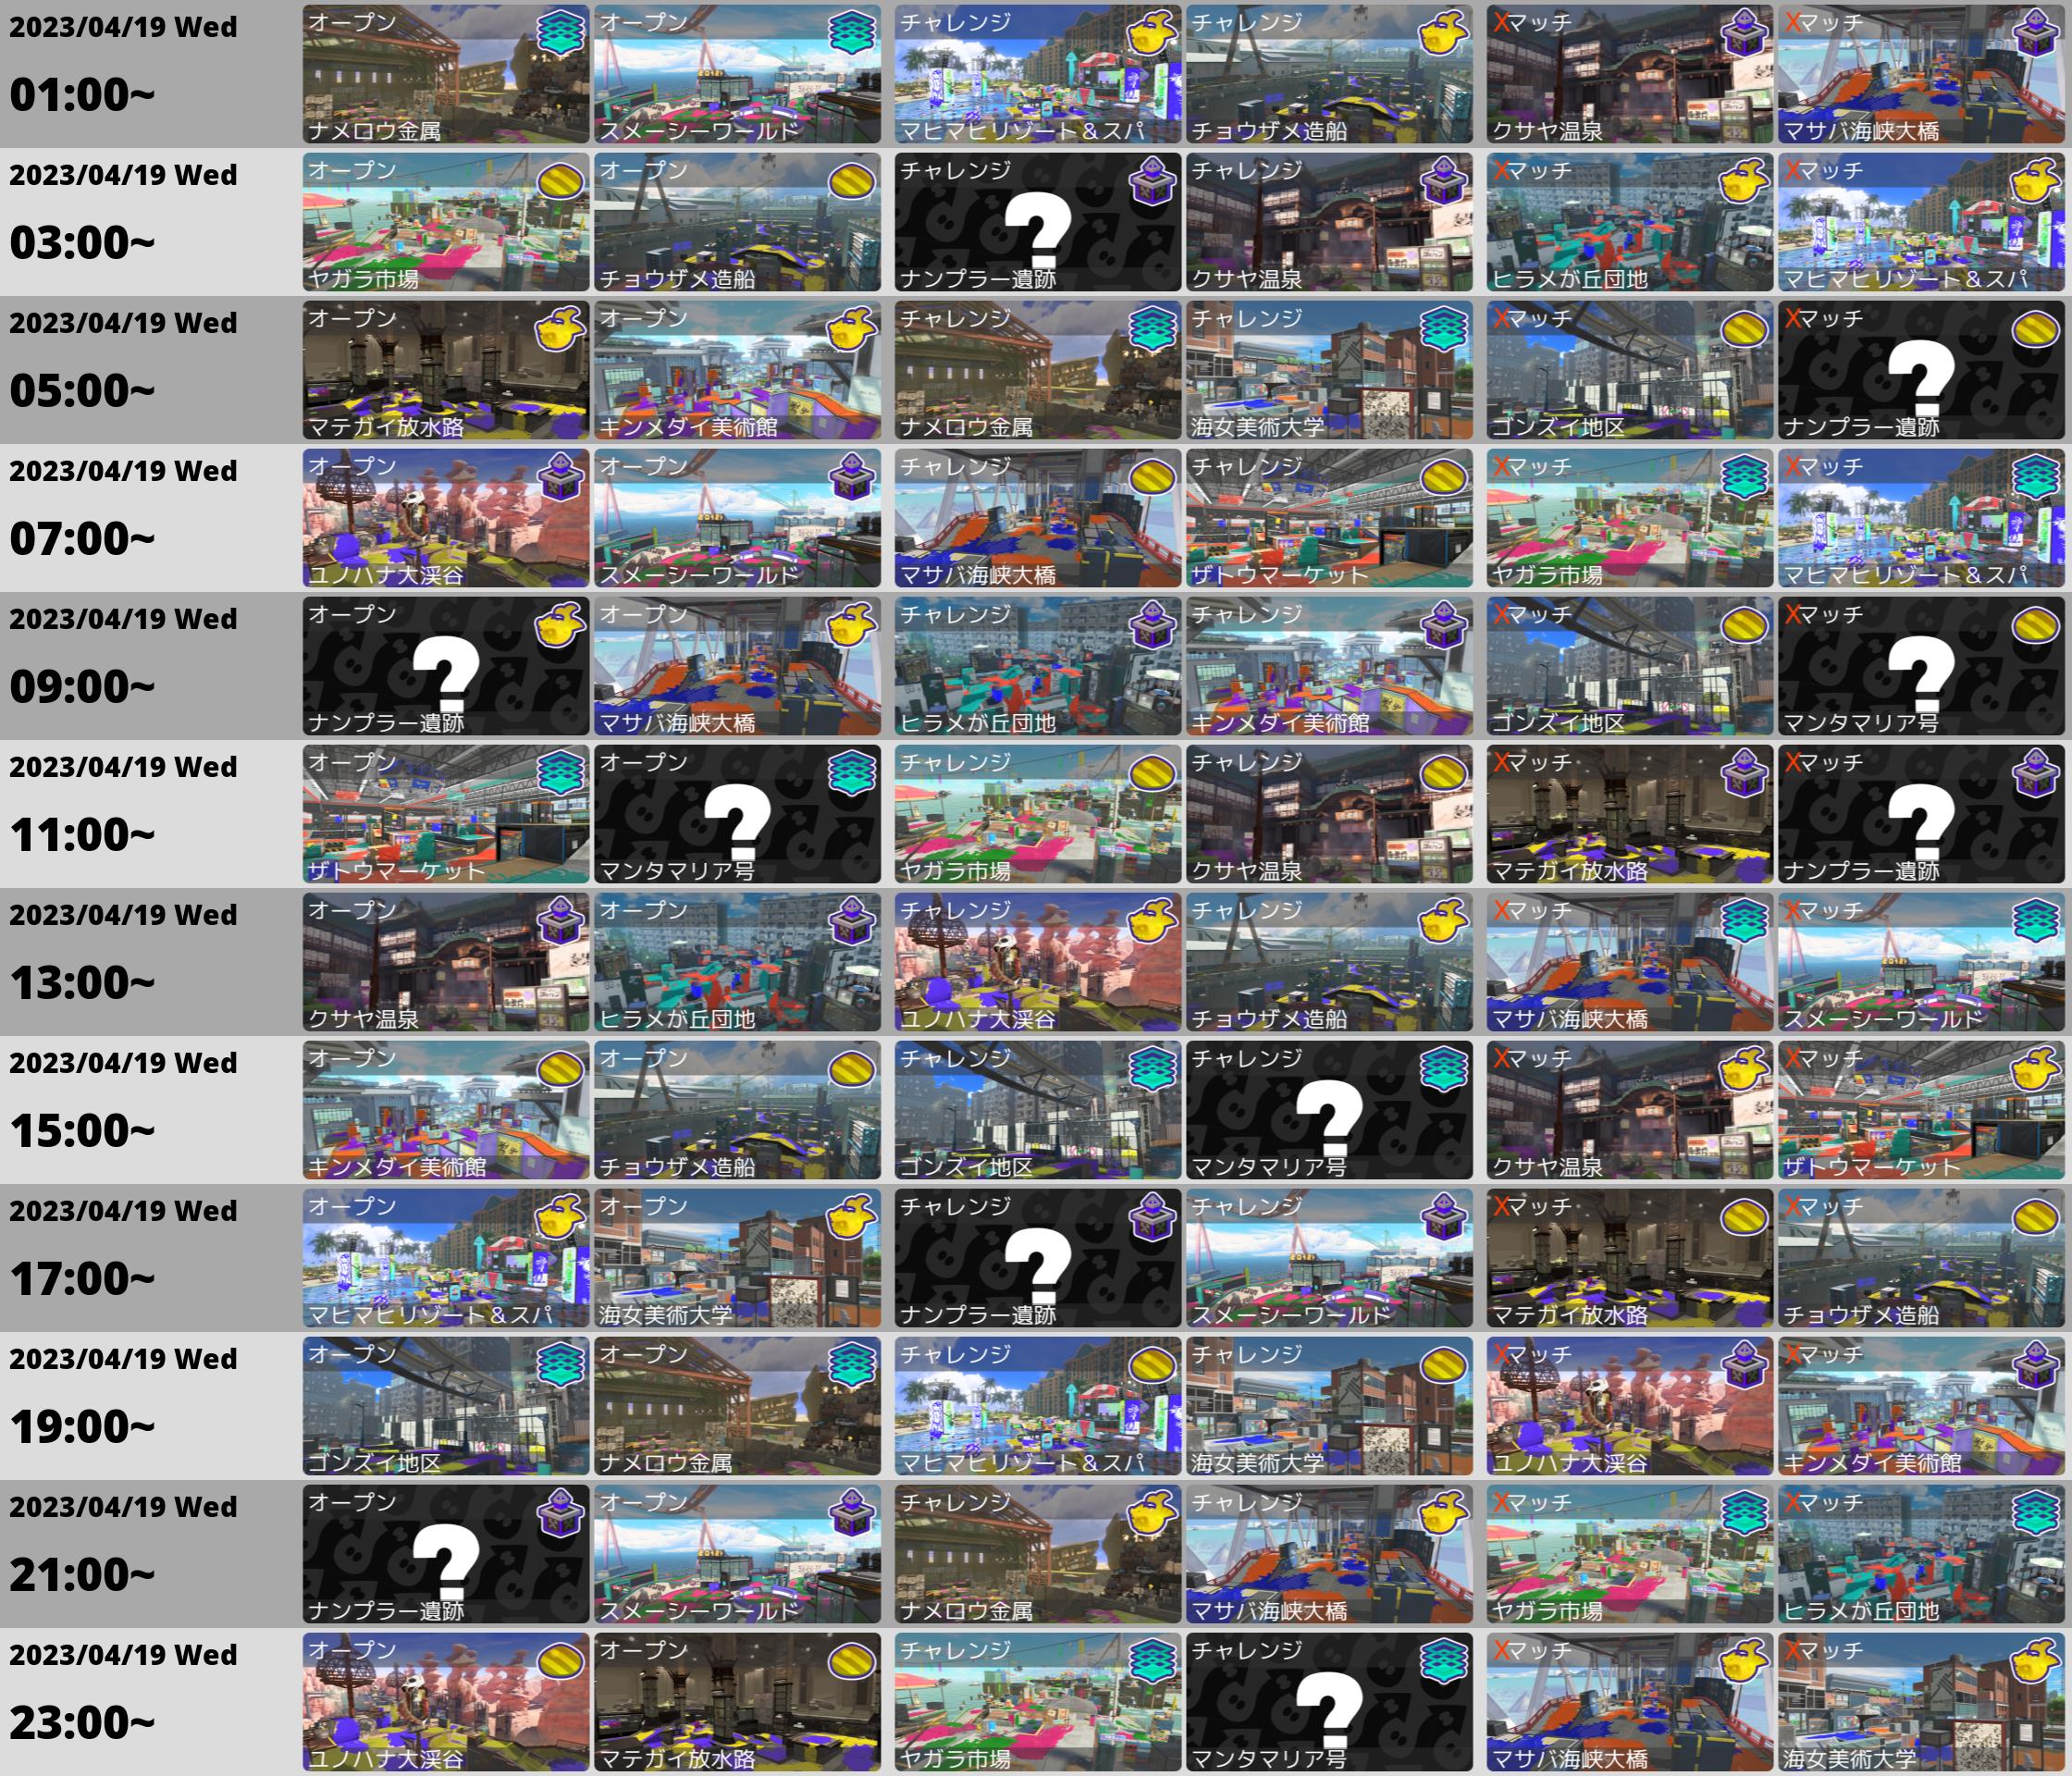 2023/04/19 Wed
01:00~
オープン
ナメロウ金属
オープン
スメーシーワールド
チャレンジ
マヒマヒリゾート＆スパ
チャレンジ
チョウザメ造船
Xマッチ
クサヤ温泉
Xマッチ
マサバ海峡大橋
2023/04/19 Wed
03:00~
オープン
ヤガラ市場
オープン
チョウザメ造船
チャレンジ
ナンプラー遺跡
チャレンジ
クサヤ温泉
Xマッチ
ヒラメが丘団地
Xマッチ
マヒマヒリゾート＆スパ
2023/04/19 Wed
05:00~
オープン
マテガイ放水路
オープン
キンメダイ美術館
チャレンジ
ナメロウ金属
チャレンジ
海女美術大学
Xマッチ
ゴンズイ地区
Xマッチ
ナンプラー遺跡
2023/04/19 Wed
07:00~
オープン
ユノハナ大渓谷
オープン
スメーシーワールド
チャレンジ
マサバ海峡大橋
チャレンジ
ザトウマーケット
Xマッチ
ヤガラ市場
Xマッチ
マヒマヒリゾート＆スパ
2023/04/19 Wed
09:00~
オープン
ナンプラー遺跡
オープン
マサバ海峡大橋
チャレンジ
ヒラメが丘団地
チャレンジ
キンメダイ美術館
Xマッチ
ゴンズイ地区
Xマッチ
マンタマリア号
2023/04/19 Wed
11:00~
オープン
ザトウマーケット
オープン
マンタマリア号
チャレンジ
ヤガラ市場
チャレンジ
クサヤ温泉
Xマッチ
マテガイ放水路
Xマッチ
ナンプラー遺跡
2023/04/19 Wed
13:00~
オープン
クサヤ温泉
オープン
ヒラメが丘団地
チャレンジ
ユノハナ大渓谷
チャレンジ
チョウザメ造船
Xマッチ
マサバ海峡大橋
Xマッチ
スメーシーワールド
2023/04/19 Wed
15:00~
オープン
キンメダイ美術館
オープン
チョウザメ造船
チャレンジ
ゴンズイ地区
チャレンジ
マンタマリア号
Xマッチ
クサヤ温泉
Xマッチ
ザトウマーケット
2023/04/19 Wed
17:00~
オープン
マヒマヒリゾート＆スパ
オープン
海女美術大学
チャレンジ
ナンプラー遺跡
チャレンジ
スメーシーワールド
Xマッチ
マテガイ放水路
Xマッチ
チョウザメ造船
2023/04/19 Wed
19:00~
オープン
ゴンズイ地区
オープン
ナメロウ金属
チャレンジ
マヒマヒリゾート＆スパ
チャレンジ
海女美術大学
Xマッチ
ユノハナ大渓谷
Xマッチ
キンメダイ美術館
2023/04/19 Wed
21:00~
オープン
ナンプラー遺跡
オープン
スメーシーワールド
チャレンジ
ナメロウ金属
チャレンジ
マサバ海峡大橋
Xマッチ
ヤガラ市場
Xマッチ
ヒラメが丘団地
2023/04/19 Wed
23:00~
オープン
ユノハナ大渓谷
オープン
マテガイ放水路
チャレンジ
ヤガラ市場
チャレンジ
マンタマリア号
Xマッチ
マサバ海峡大橋
Xマッチ
海女美術大学